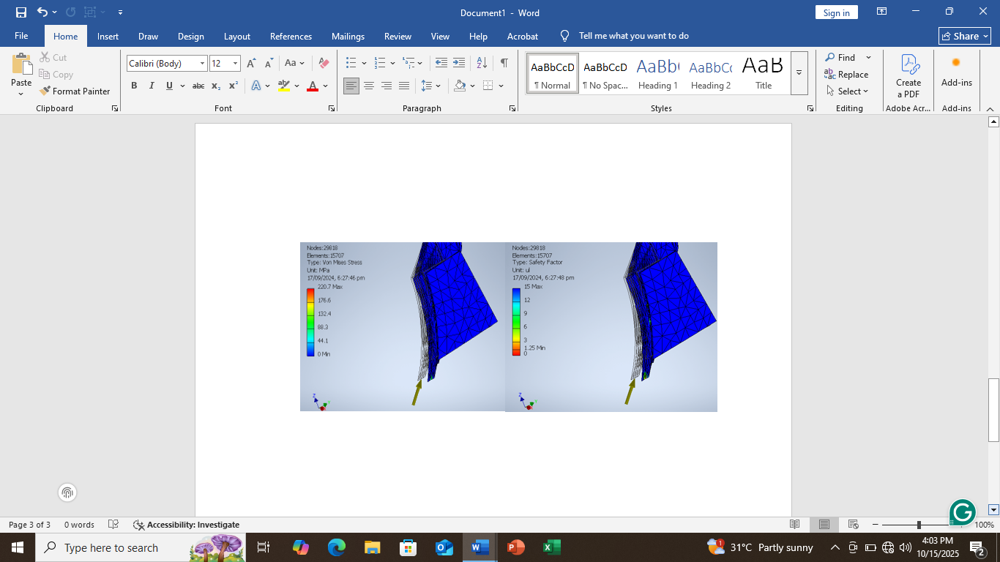 Document1 - Word
Sign in
File Home Insert Draw Design Layout References Mailings Review View Help Acrobat Tell me what you want to do Share
Paste
Cut
Copy
Format Painter
Clipboard
Calibri (Body) 12
Aa
B I U abc x₂ x² A ab A
Font
Paragraph
AaBbCcD AaBbCcD AaBb( AaBbCc AaB
¶ Normal ¶ No Spac... Heading 1 Heading 2 Title
Styles
Find
Replace
Select
Editing
Create
a PDF
Adobe Acr...
Add-ins
Add-ins
Nodes:29818
Elements:15707
Type: Von Mises Stress
Unit: MPa
17/09/2024, 6:27:46 pm
220.7 Max
176.6
132.4
88.3
44.1
0 Min
Z
Nodes:29818
Elements:15707
Type: Safety Factor
Unit: ul
17/09/2024, 6:27:48 pm
15 Max
12
9
6
3
1.25 Min
0
Z
Page 3 of 3 0 words Accessibility: Investigate 100%
Type here to search
31°C Partly sunny
4:03 PM
10/15/2025
2